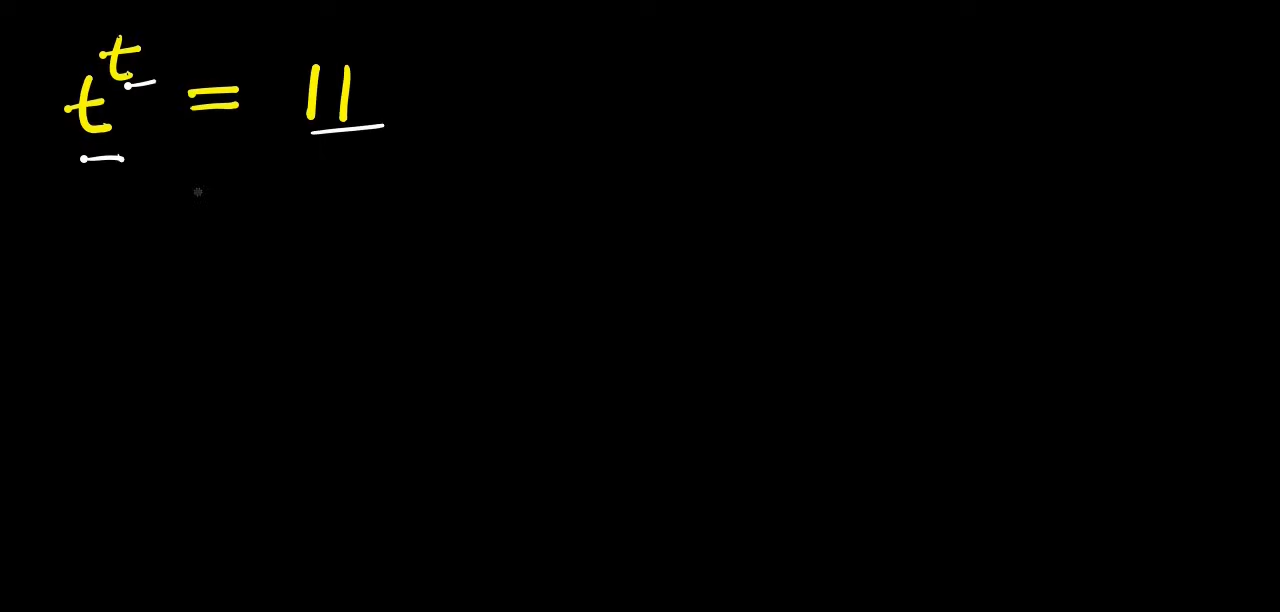 t^t = 11